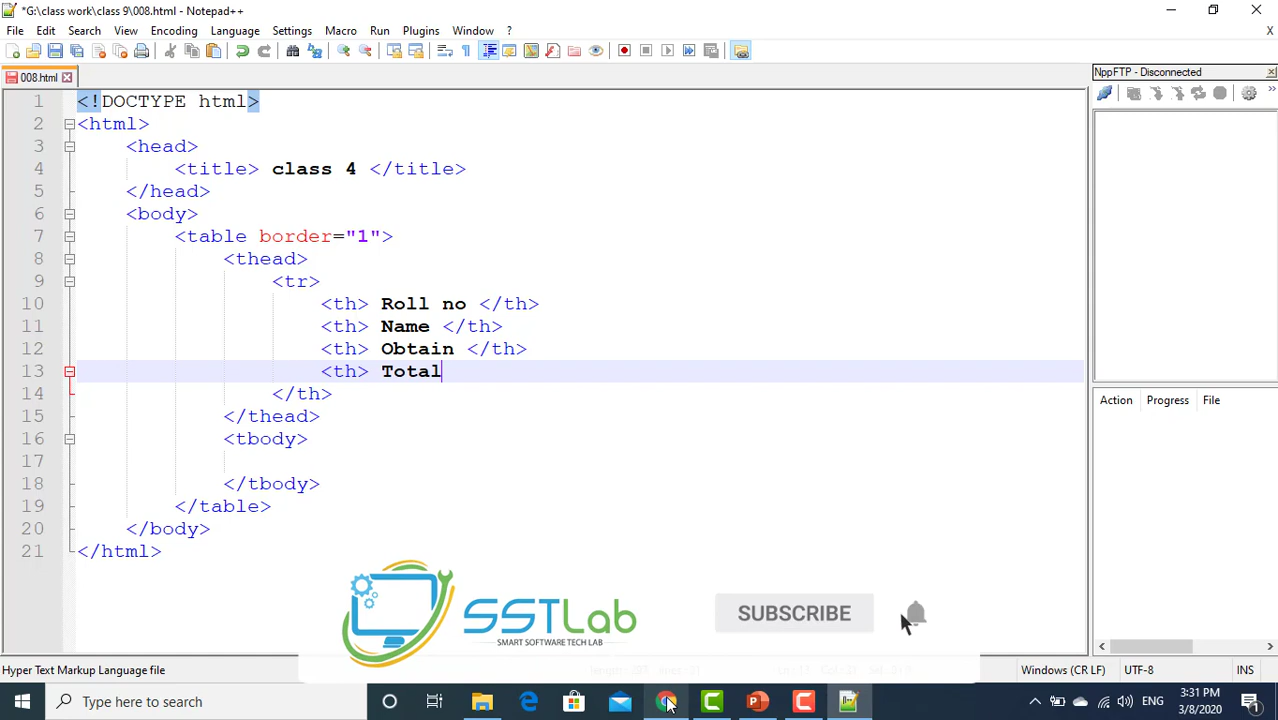 *G:\class work\class 9\008.html - Notepad++
File Edit Search View Encoding Language Settings Macro Run Plugins Window ? X
008.html
NppFTP - Disconnected
1 <!DOCTYPE html>
2 <html>
3 <head>
4 <title> class 4 </title>
5 </head>
6 <body>
7 <table border="1">
8 <thead>
9 <tr>
10 <th> Roll no </th>
11 <th> Name </th>
12 <th> Obtain </th>
13 <th> Total
14 </th>
15 </thead>
16 <tbody>
17
18 </tbody>
19 </table>
20 </body>
21 </html>
Action Progress File
SSTLab
SMART SOFTWARE TECH LAB
SUBSCRIBE
Hyper Text Markup Language file
Windows (CR LF) UTF-8 INS
Type here to search
ENG
3:31 PM
3/8/2020
1